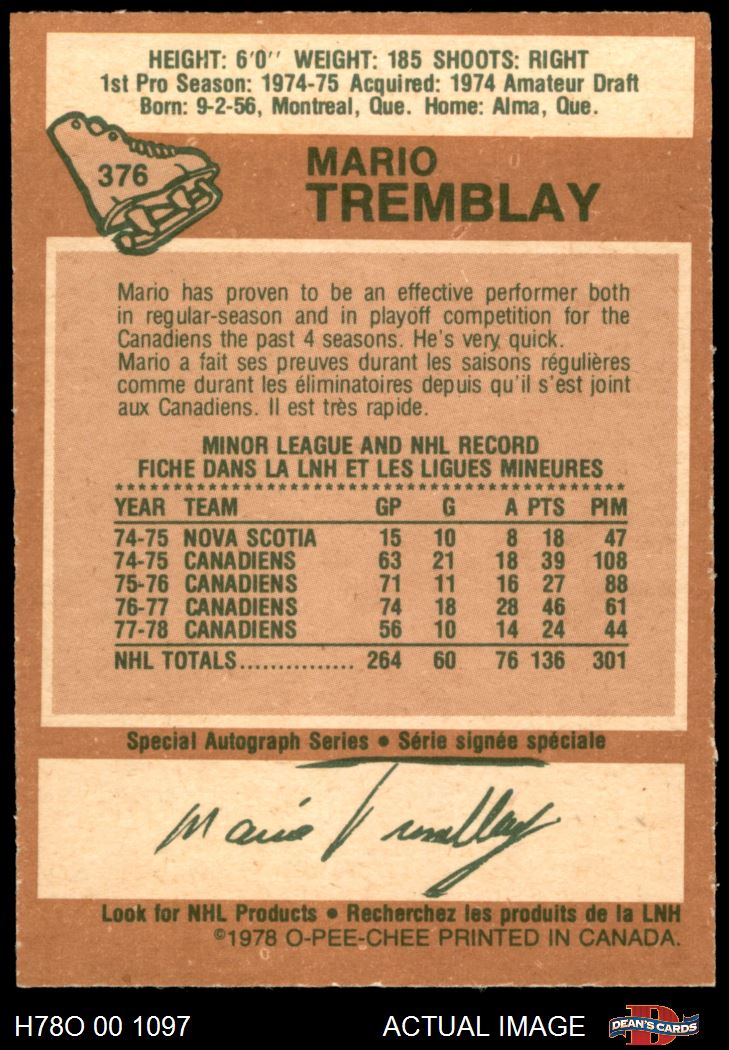 HEIGHT: 6'0'' WEIGHT: 185 SHOOTS: RIGHT
1st Pro Season: 1974-75 Acquired: 1974 Amateur Draft
Born: 9-2-56, Montreal, Que. Home: Alma, Que.
376
MARIO
TREMBLAY
Mario has proven to be an effective performer both
in regular-season and in playoff competition for the
Canadiens the past 4 seasons. He's very quick.
Mario a fait ses preuves durant les saisons régulières
comme durant les éliminatoires depuis qu'il s'est joint
aux Canadiens. Il est très rapide.
MINOR LEAGUE AND NHL RECORD
FICHE DANS LA LNH ET LES LIGUES MINEURES
YEAR TEAM GP G A PTS PIM
74-75 NOVA SCOTIA 15 10 8 18 47
74-75 CANADIENS 63 21 18 39 108
75-76 CANADIENS 71 11 16 27 88
76-77 CANADIENS 74 18 28 46 61
77-78 CANADIENS 56 10 14 24 44
NHL TOTALS............... 264 60 76 136 301
Special Autograph Series • Série signée spéciale
Mario Tremblay
Look for NHL Products • Recherchez les produits de la LNH
©1978 O-PEE-CHEE PRINTED IN CANADA.
H78O 00 1097 ACTUAL IMAGE DEAN'S CARDS